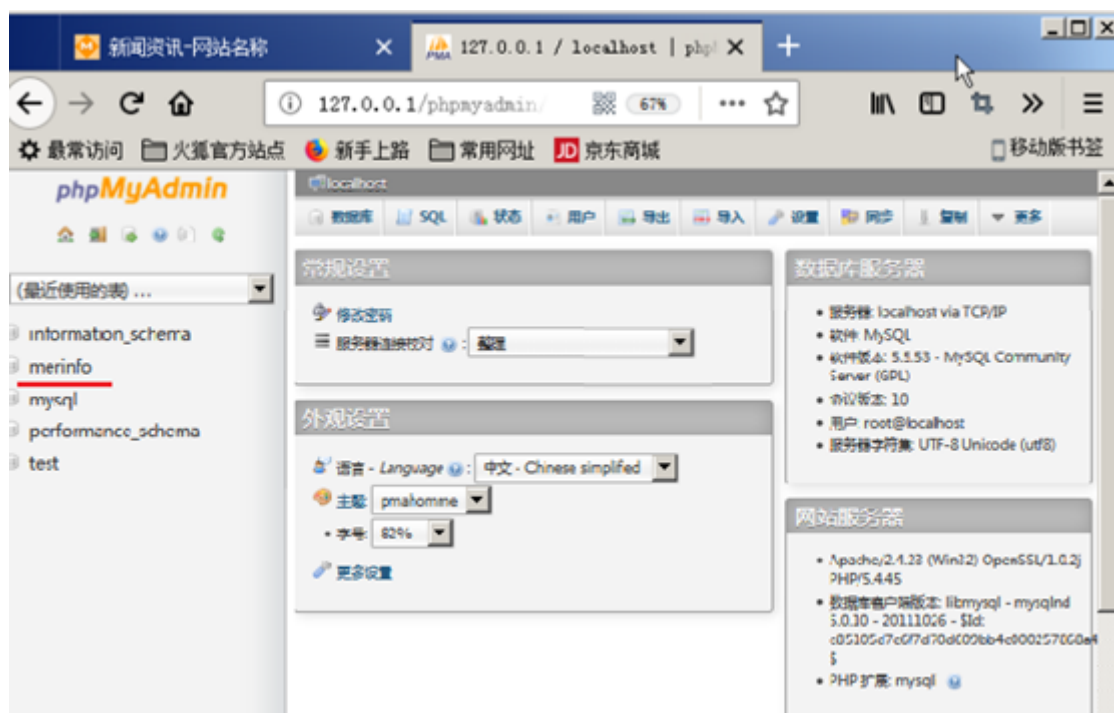 新闻资讯-网站名称
127.0.0.1 / localhost | php
127.0.0.1/phpmyadmin/
67%
最常访问 火狐官方站点 新手上路 常用网址 JD 京东商城 移动版书签
phpMyAdmin
(最近使用的表) ...
information_schema
merinfo
mysql
performance_schema
test
localhost
数据库 SQL 状态 用户 导出 导入 设置 同步 复制 更多
常规设置
修改密码
服务器连接校对 : 整理
外观设置
语言 - Language : 中文 - Chinese simplified
主题: pmahomme
字号: 82%
更多设置
数据库服务器
服务器: localhost via TCP/IP
软件: MySQL
软件版本: 5.5.53 - MySQL Community
Server (GPL)
协议版本: 10
用户: root@localhost
服务器字符集: UTF-8 Unicode (utf8)
网站服务器
Apache/2.4.23 (Win32) OpenSSL/1.0.2j
PHP/5.4.45
数据库客户端版本: libmysql - mysqlnd
5.0.10 - 20111026 - $Id:
$
PHP 扩展: mysql